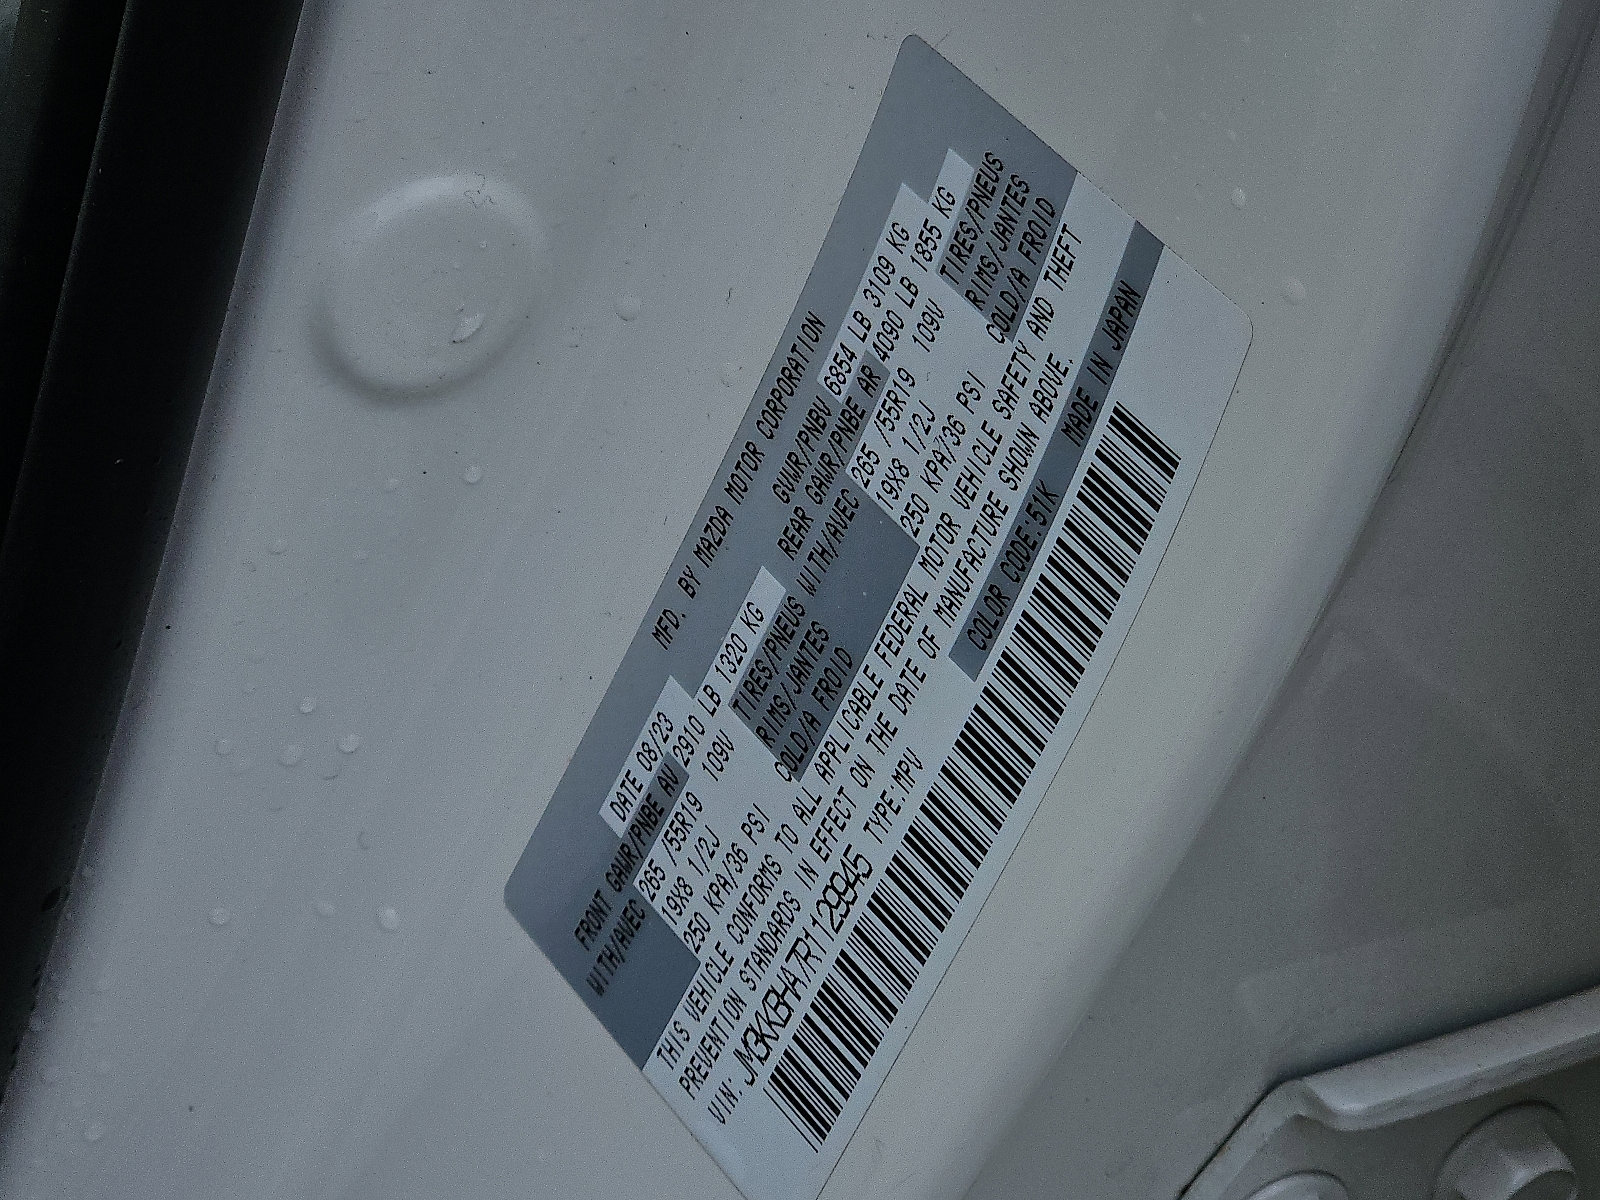 MFD. BY MAZDA MOTOR CORPORATION
DATE 08/23 GVWR/PNBV 6854 LB 3109 KG
FRONT GAWR/PNBE AV 2910 LB 1320 KG REAR GAWR/PNBE AR 4090 LB 1855 KG
WITH/AVEC 265 /55R19 109V TIRES/PNEUS WITH/AVEC 265 /55R19 109V TIRES/PNEUS
19X8 1/2J RIMS/JANTES 19X8 1/2J RIMS/JANTES
250 KPA/36 PSI COLD/A FROID 250 KPA/36 PSI COLD/A FROID
THIS VEHICLE CONFORMS TO ALL APPLICABLE FEDERAL MOTOR VEHICLE SAFETY AND THEFT
PREVENTION STANDARDS IN EFFECT ON THE DATE OF MANUFACTURE SHOWN ABOVE.
VIN: JM3KKBHA7R1129945 TYPE:MPV COLOR CODE:51K MADE IN JAPAN